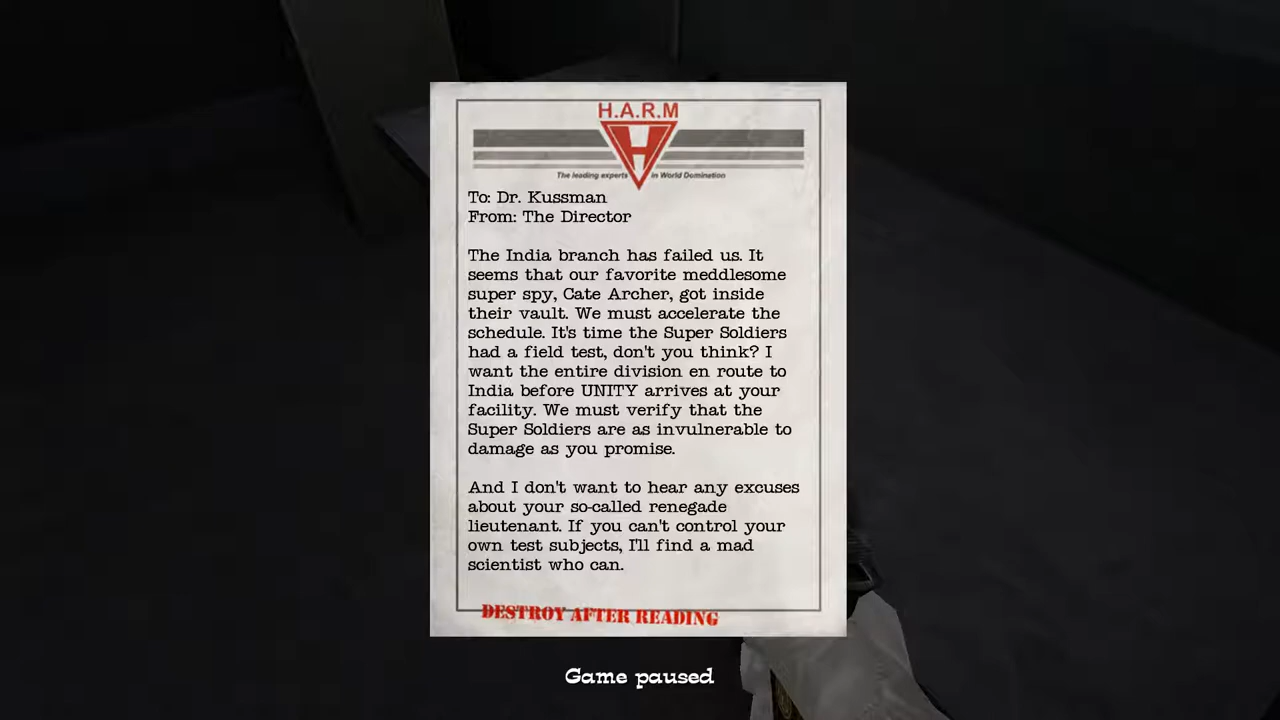 H.A.R.M
H
The leading experts in World Domination
To: Dr. Kussman
From: The Director
The India branch has failed us. It
seems that our favorite meddlesome
super spy, Cate Archer, got inside
their vault. We must accelerate the
schedule. It's time the Super Soldiers
had a field test, don't you think? I
want the entire division en route to
India before UNITY arrives at your
facility. We must verify that the
Super Soldiers are as invulnerable to
damage as you promise.
And I don't want to hear any excuses
about your so-called renegade
lieutenant. If you can't control your
own test subjects, I'll find a mad
scientist who can.
DESTROY AFTER READING
Game paused